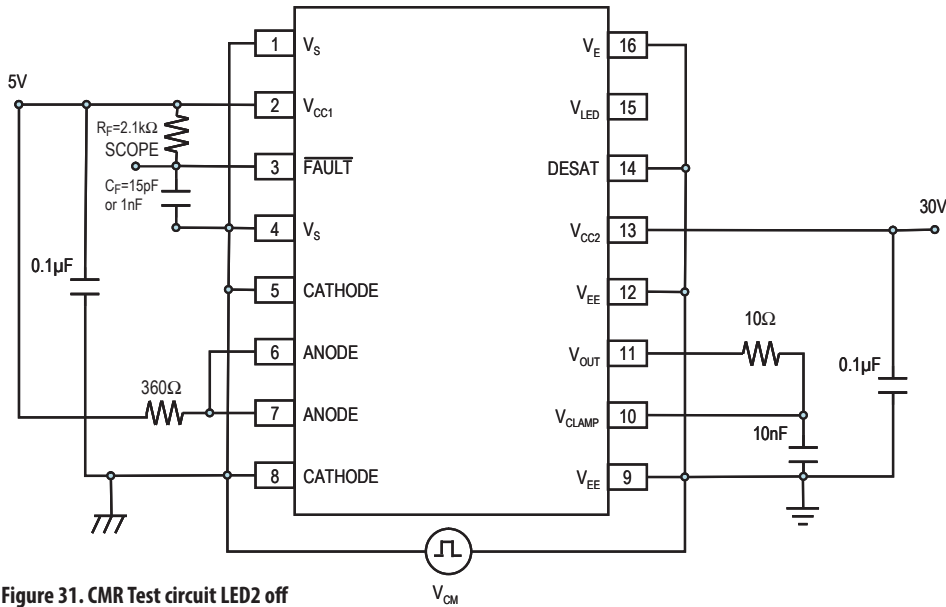 1 V_S
V_E 16
5V
2 V_CC1
V_LED 15
R_F=2.1kΩ
SCOPE
3 F̅A̅U̅L̅T̅
DESAT 14
C_F=15pF
or 1nF
4 V_S
V_CC2 13
30V
0.1µF
5 CATHODE
V_EE 12
10Ω
6 ANODE
V_OUT 11
0.1µF
360Ω
7 ANODE
V_CLAMP 10
10nF
8 CATHODE
V_EE 9
V_CM
Figure 31. CMR Test circuit LED2 off